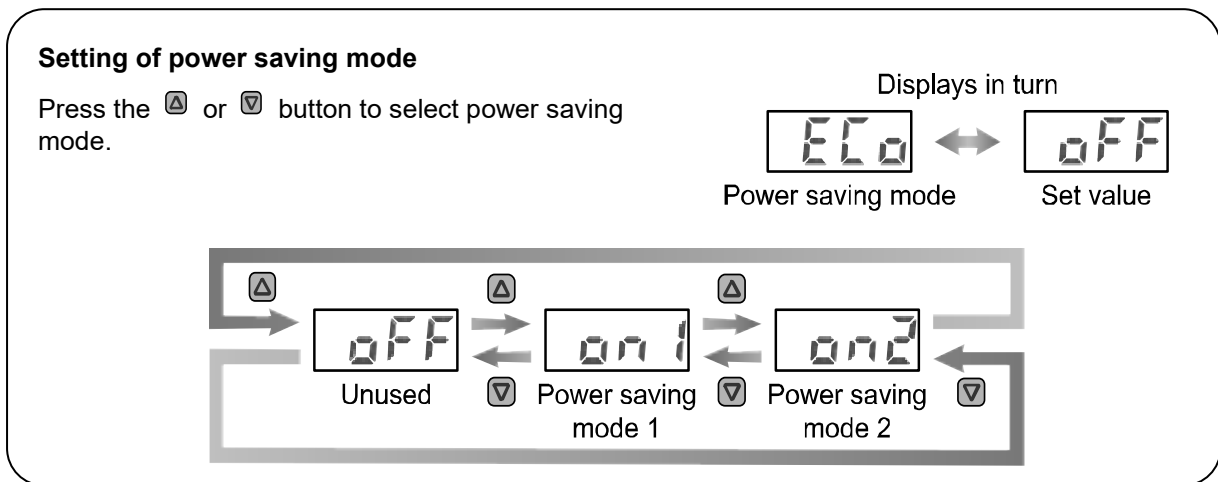 Setting of power saving mode
Press the △ or ▽ button to select power saving
mode.
Displays in turn
ECo oFF
Power saving mode Set value
△ △ △
oFF on1 on2
Unused ▽ Power saving ▽ Power saving ▽
mode 1 mode 2